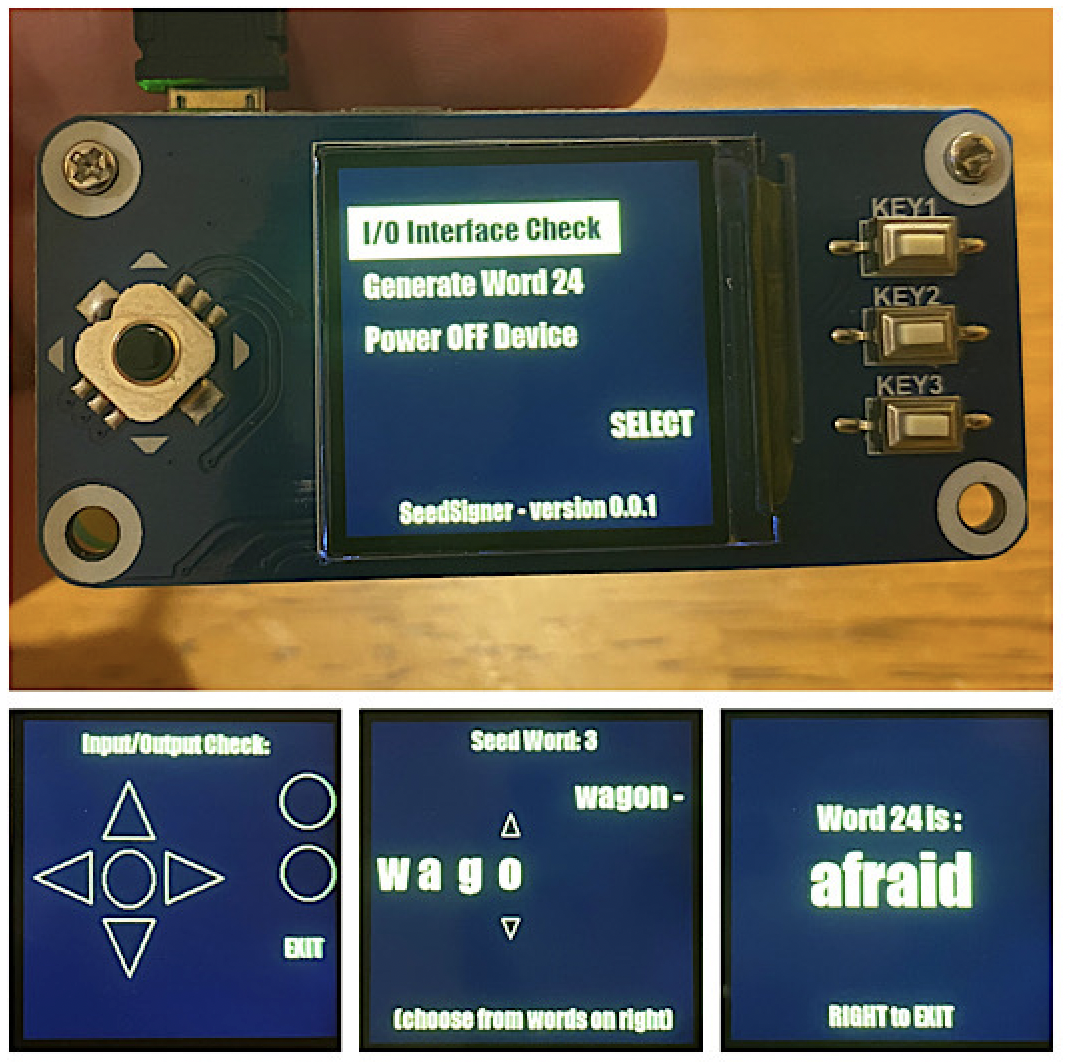 KEY1
I/O Interface Check
Generate Word 24
KEY2
Power OFF Device
KEY3
SELECT
SeedSigner - version 0.0.1
Input/Output Check:
EXIT
Seed Word: 3
wagon -
w a g o
(choose from words on right)
Word 24 is :
afraid
RIGHT to EXIT